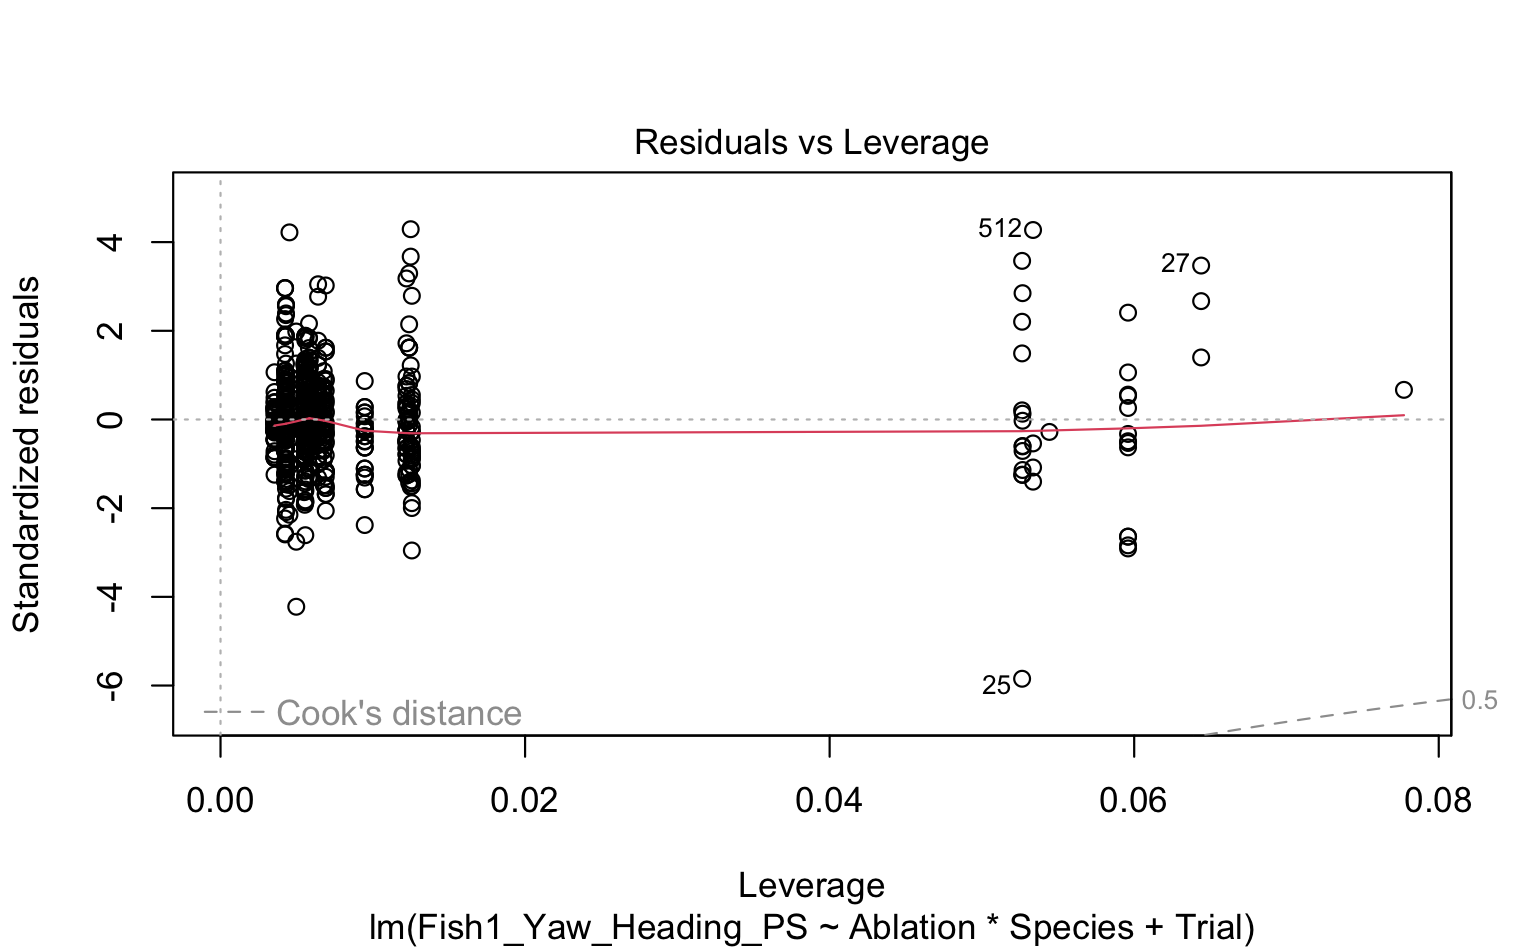 Residuals vs Leverage
Standardized residuals
4
2
0
-2
-4
-6
512
27
25
Cook's distance
0.5
0.00 0.02 0.04 0.06 0.08
Leverage
lm(Fish1_Yaw_Heading_PS ~ Ablation * Species + Trial)